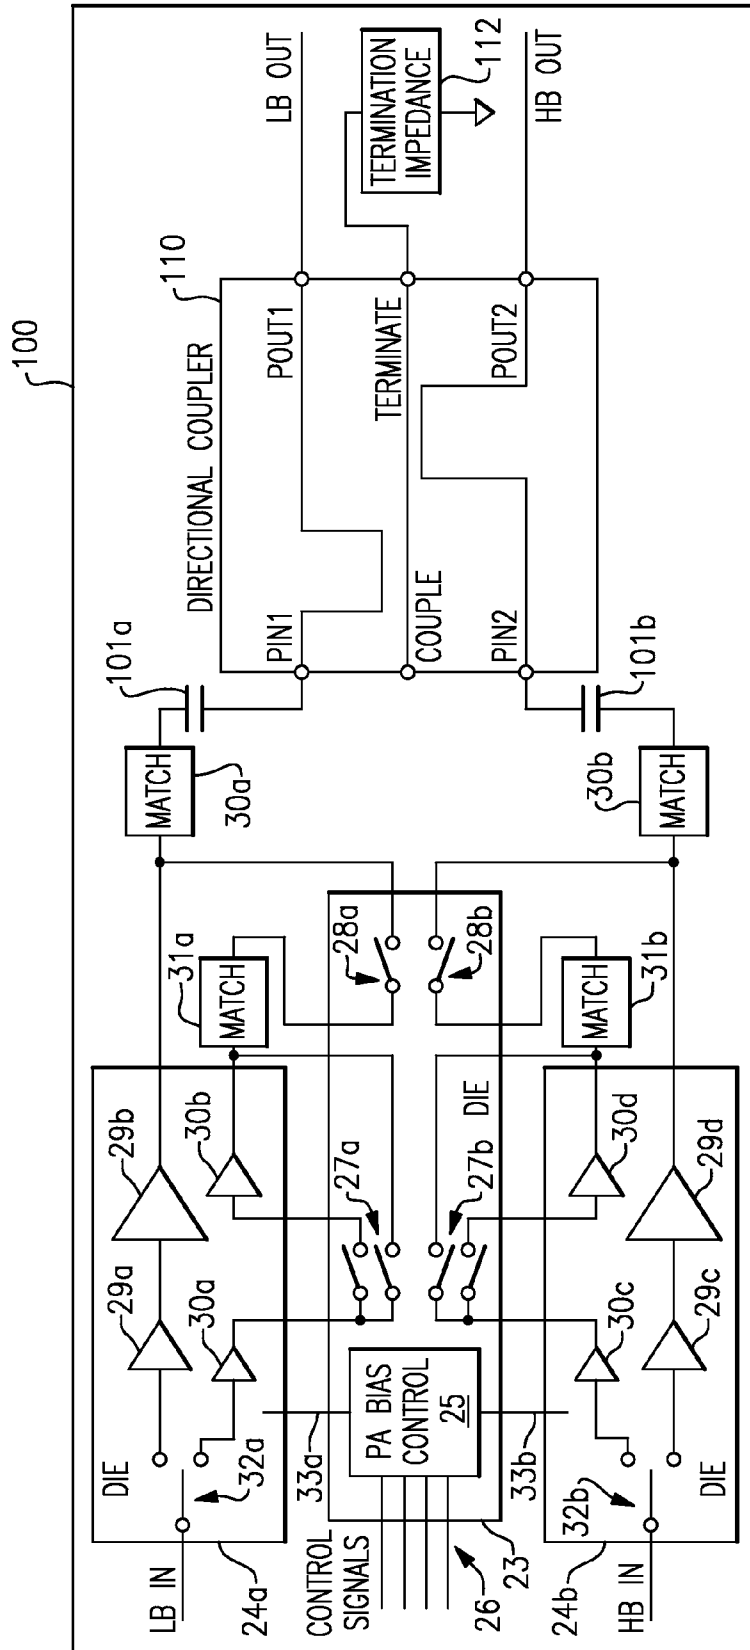 100
LB IN
24a
DIE
32a
29a
29b
30a
30b
31a
MATCH
MATCH
30a
101a
DIRECTIONAL COUPLER
110
PIN1
POUT1
LB OUT
COUPLE
TERMINATE
TERMINATION
IMPEDANCE
112
PIN2
POUT2
HB OUT
101b
MATCH
30b
CONTROL
SIGNALS
26
23
33a
33b
PA BIAS
CONTROL
25
27a
27b
DIE
28a
28b
MATCH
31b
HB IN
24b
32b
DIE
30c
30d
29c
29d